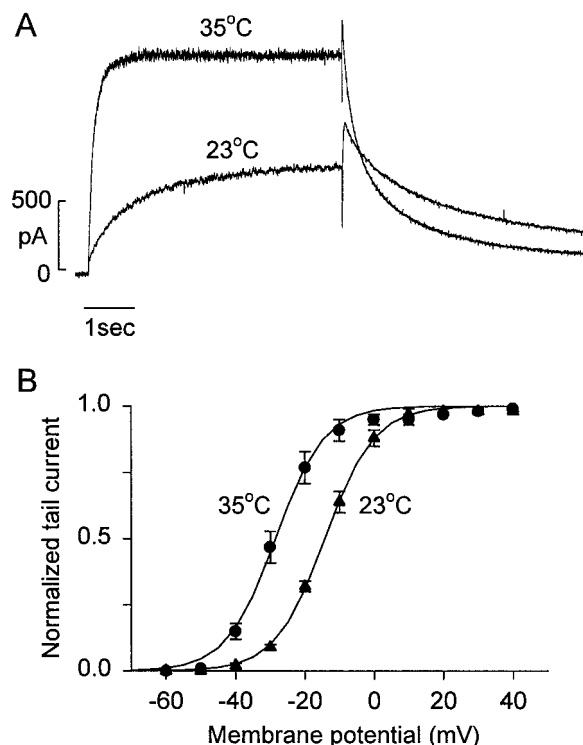 A
35°C
23°C
500
pA
0
1sec
B
Normalized tail current
1.0
0.5
0.0
35°C
23°C
-60 -40 -20 0 20 40
Membrane potential (mV)